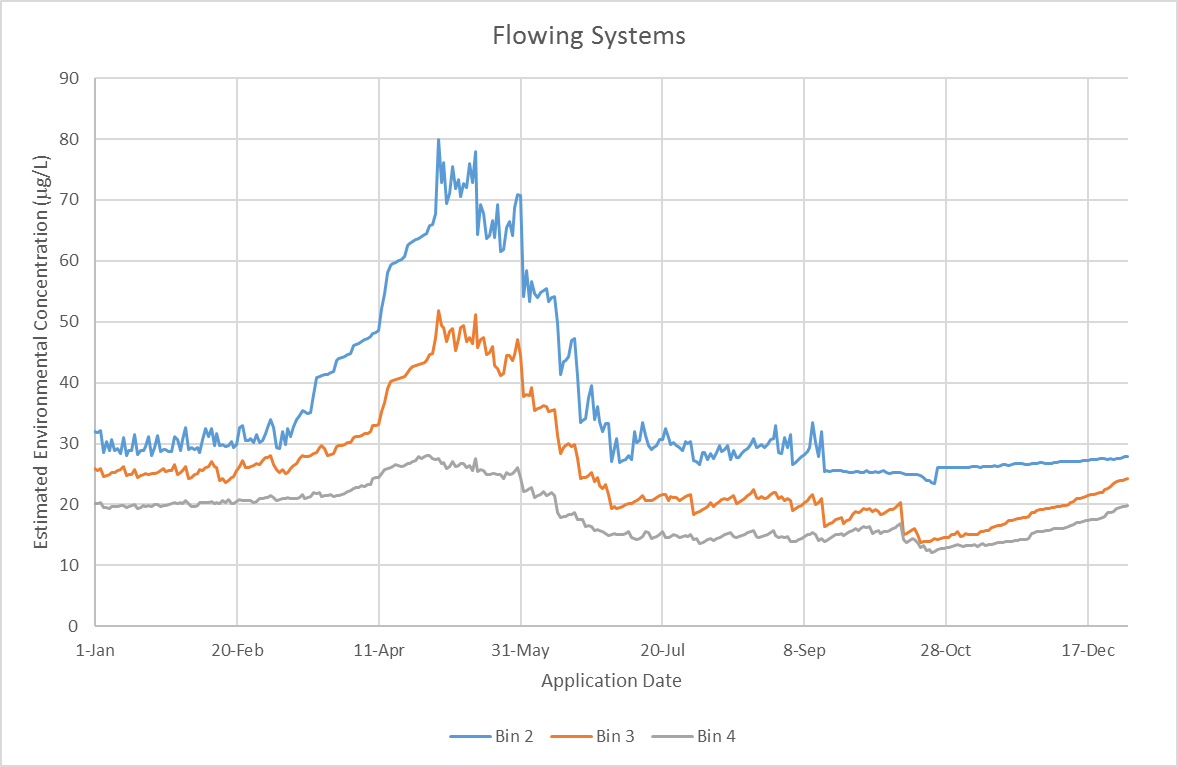 Flowing Systems
Estimated Environmental Concentration (µg/L)
90
80
70
60
50
40
30
20
10
0
1-Jan 20-Feb 11-Apr 31-May 20-Jul 8-Sep 28-Oct 17-Dec
Application Date
Bin 2 Bin 3 Bin 4